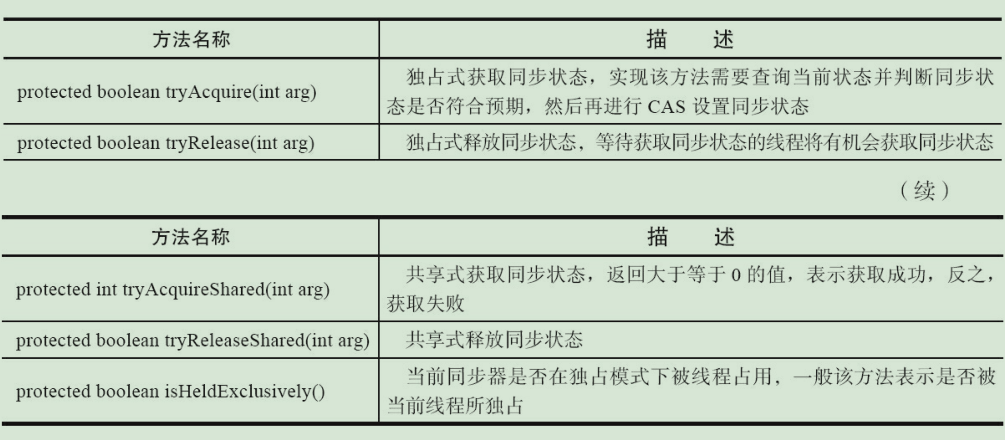 方法名称 描 述
protected boolean tryAcquire(int arg) 独占式获取同步状态，实现该方法需要查询当前状态并判断同步状
态是否符合预期，然后再进行 CAS 设置同步状态
protected boolean tryRelease(int arg) 独占式释放同步状态，等待获取同步状态的线程将有机会获取同步状态
（续）
方法名称 描 述
protected int tryAcquireShared(int arg) 共享式获取同步状态，返回大于等于 0 的值，表示获取成功，反之，
获取失败
protected boolean tryReleaseShared(int arg) 共享式释放同步状态
protected boolean isHeldExclusively() 当前同步器是否在独占模式下被线程占用，一般该方法表示是否被
当前线程所独占